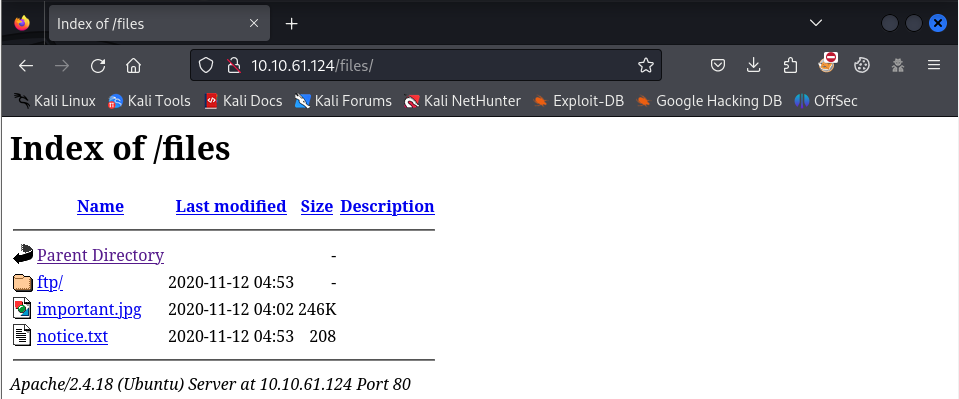 Index of /files
10.10.61.124/files/
Kali Linux Kali Tools Kali Docs Kali Forums Kali NetHunter Exploit-DB Google Hacking DB OffSec
Index of /files
Name Last modified Size Description
Parent Directory -
ftp/ 2020-11-12 04:53 -
important.jpg 2020-11-12 04:02 246K
notice.txt 2020-11-12 04:53 208
Apache/2.4.18 (Ubuntu) Server at 10.10.61.124 Port 80